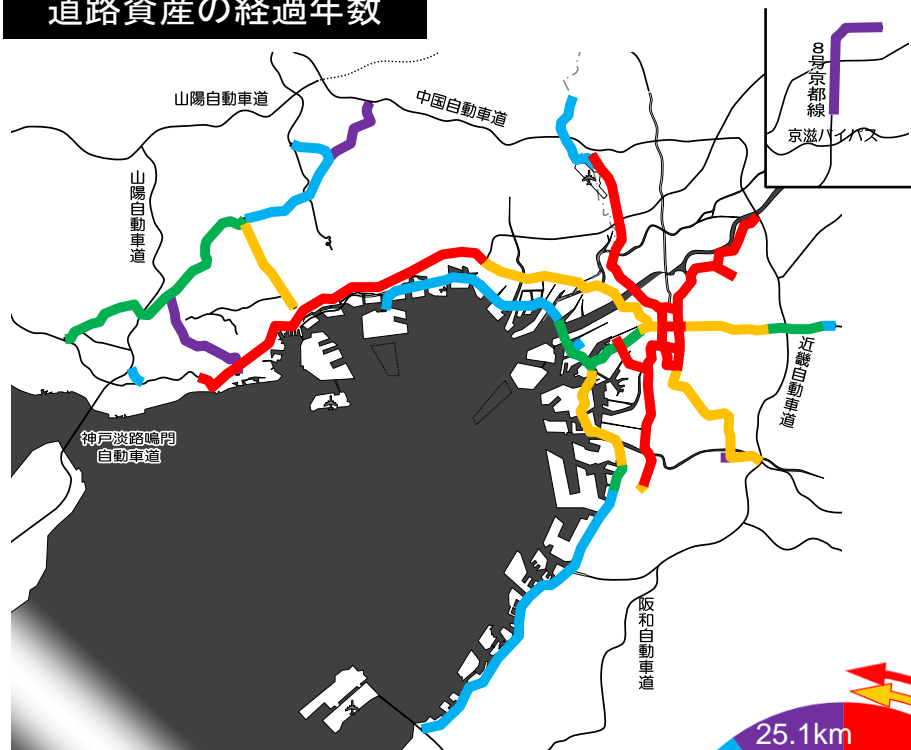 道路資産の経過年数
8号京都線
京滋バイパス
山陽自動車道
中国自動車道
山陽自動車道
近畿自動車道
神戸淡路鳴門
自動車道
阪和自動車道
25.1km